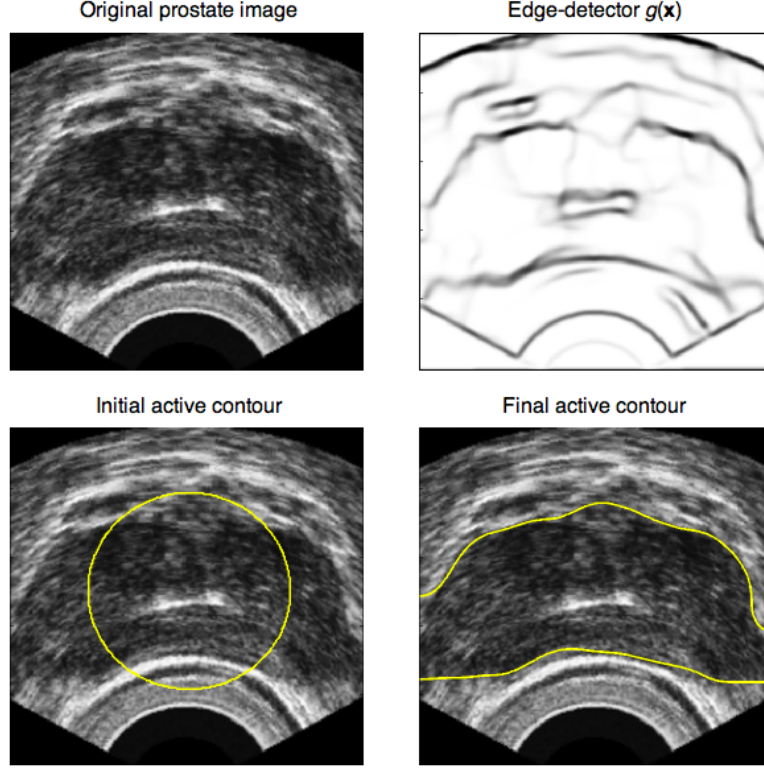 Original prostate image
Edge-detector g(x)
Initial active contour
Final active contour